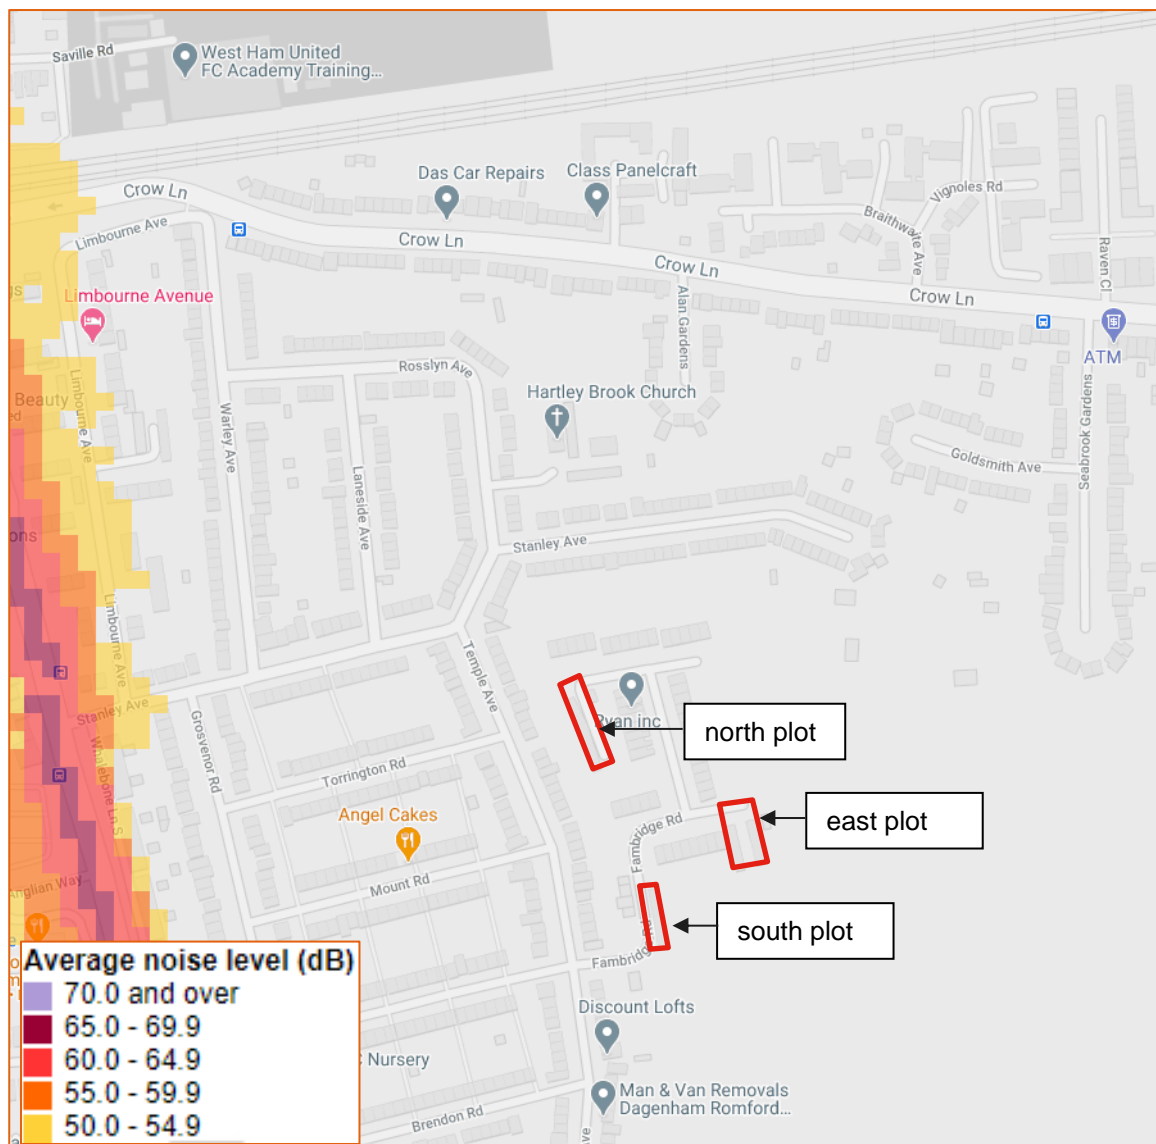 Saville Rd
West Ham United
FC Academy Training...
Das Car Repairs
Class Panelcraft
Crow Ln
Limbourne Ave
Crow Ln
Crow Ln
Crow Ln
Vignoles Rd
Braithwaite Ave
Raven Cl
Alan Gardens
Limbourne Avenue
ATM
Rosslyn Ave
Beauty
Limbourne Ave
Warley Ave
Laneside Ave
Hartley Brook Church
Goldsmith Ave
Seabrook Gardens
ons
Stanley Ave
Limbourne Ave
Temple Ave
Stanley Ave
Grosvenor Rd
Whalebone Ln S
Ryan inc
north plot
Torrington Rd
Angel Cakes
east plot
Fambridge Rd
Mount Rd
Anglian Way
south plot
Fambridge
Average noise level (dB)
70.0 and over
65.0 - 69.9
60.0 - 64.9
55.0 - 59.9
50.0 - 54.9
Discount Lofts
Nursery
Man & Van Removals
Dagenham Romford...
Brendon Rd
Ave